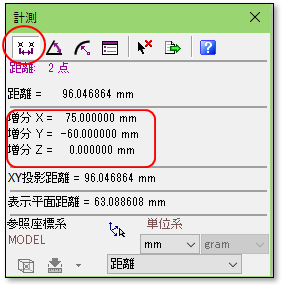 計測
距離: 2 点
距離 = 96.046864 mm
増分 X = 75.000000 mm
増分 Y = -60.000000 mm
増分 Z = 0.000000 mm
XY投影距離 = 96.046864 mm
表示平面距離 = 63.088608 mm
参照座標系 単位系
MODEL mm gram
距離